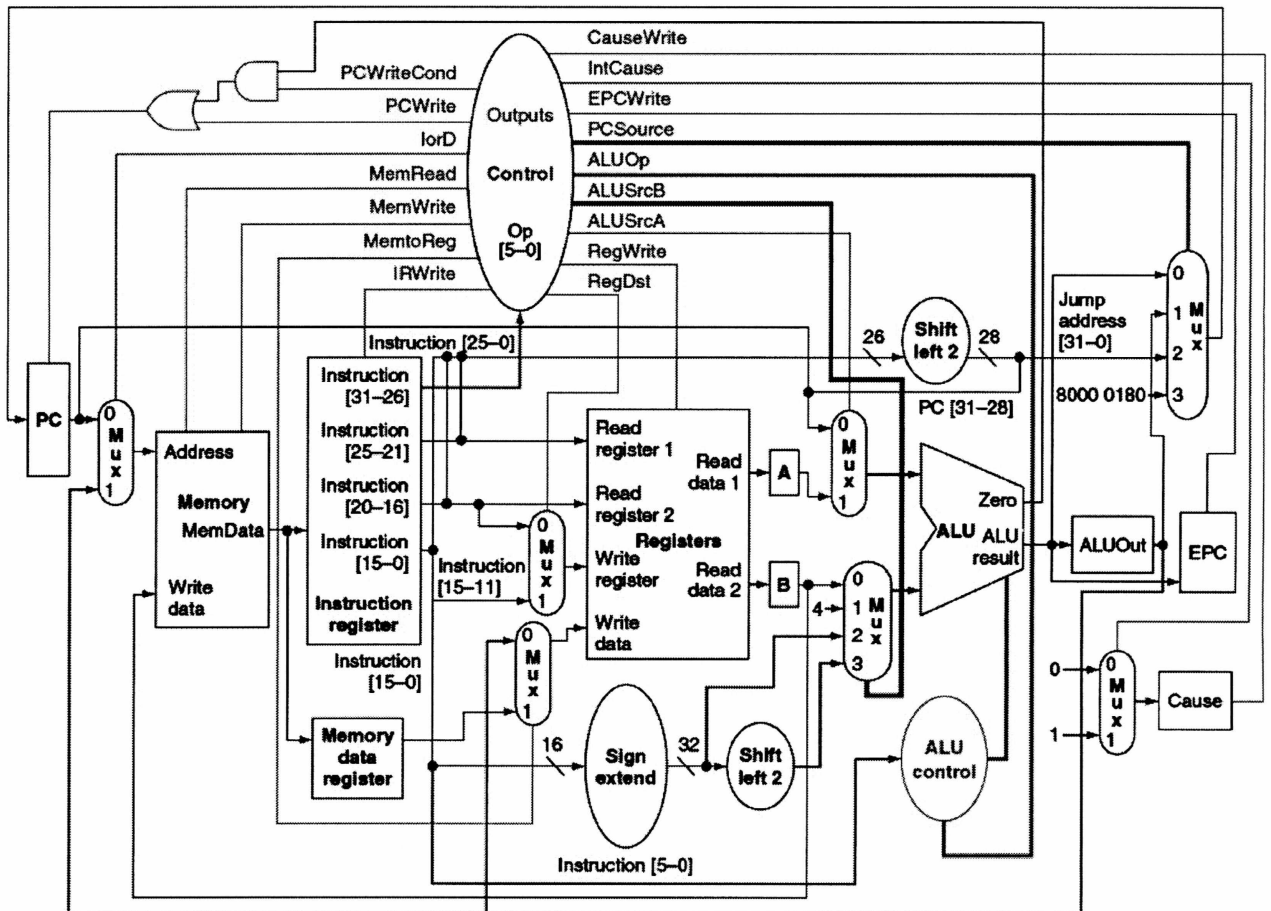 CauseWrite
IntCause
EPCWrite
PCSource
ALUOp
ALUSrcB
ALUSrcA
RegWrite
RegDst
PCWriteCond
PCWrite
IorD
MemRead
MemWrite
MemtoReg
IRWrite
Outputs
Control
Op
[5–0]
Instruction [25–0]
26
Shift
left 2
28
Jump
address
[31–0]
PC [31–28]
8000 0180
0
1
2
3
M
u
x
PC
0
M
u
x
1
Address
Memory
MemData
Write
data
Instruction
[31–26]
Instruction
[25–21]
Instruction
[20–16]
Instruction
[15–0]
Instruction
register
Instruction
[15–0]
Instruction
[15–11]
0
M
u
x
1
0
M
u
x
1
Memory
data
register
Read
register 1
Read
register 2
Registers
Write
register
Write
data
Read
data 1
Read
data 2
A
B
0
M
u
x
1
4
0
1
2
3
M
u
x
Zero
ALU
ALU
result
ALUOut
EPC
0
1
0
M
u
x
1
Cause
16
Sign
extend
32
Shift
left 2
ALU
control
Instruction [5–0]